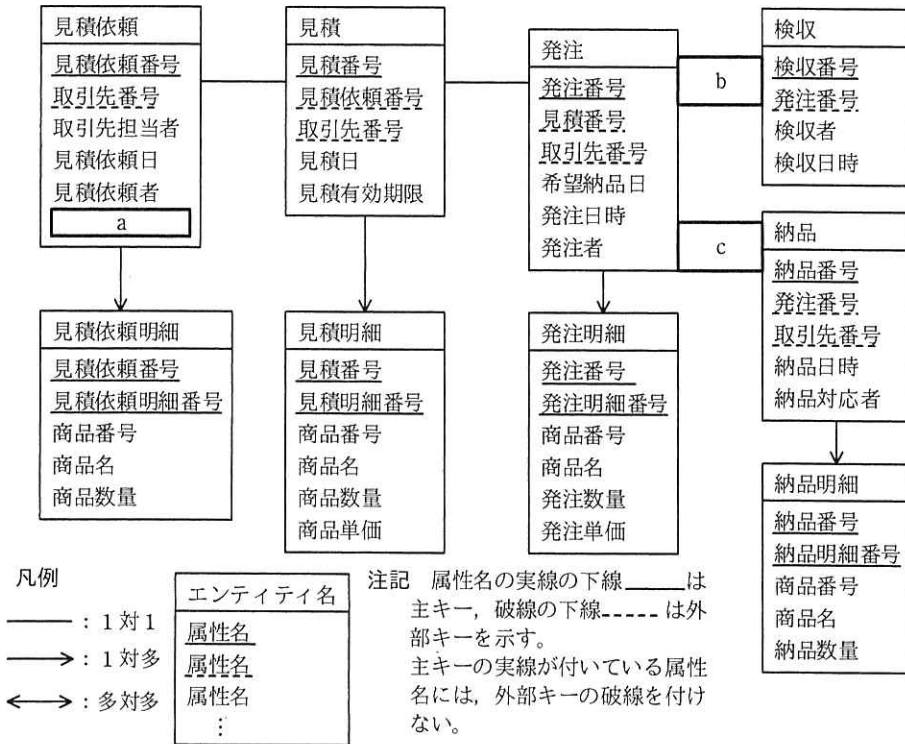 見積依頼
見積依頼番号
取引先番号
取引先担当者
見積依頼日
見積依頼者
a
見積
見積番号
見積依頼番号
取引先番号
見積日
見積有効期限
発注
発注番号
見積番号
取引先番号
希望納品日
発注日時
発注者
b
c
検収
検収番号
発注番号
検収者
検収日時
納品
納品番号
発注番号
取引先番号
納品日時
納品対応者
見積依頼明細
見積依頼番号
見積依頼明細番号
商品番号
商品名
商品数量
見積明細
見積番号
見積明細番号
商品番号
商品名
商品数量
商品単価
発注明細
発注番号
発注明細番号
商品番号
商品名
発注数量
発注単価
納品明細
納品番号
納品明細番号
商品番号
商品名
納品数量
凡例
：1対1
：1対多
：多対多
エンティティ名
属性名
属性名
属性名
⋮
注記 属性名の実線の下線____は
主キー，破線の下線-----は外
部キーを示す。
主キーの実線が付いている属性
名には，外部キーの破線を付け
ない。